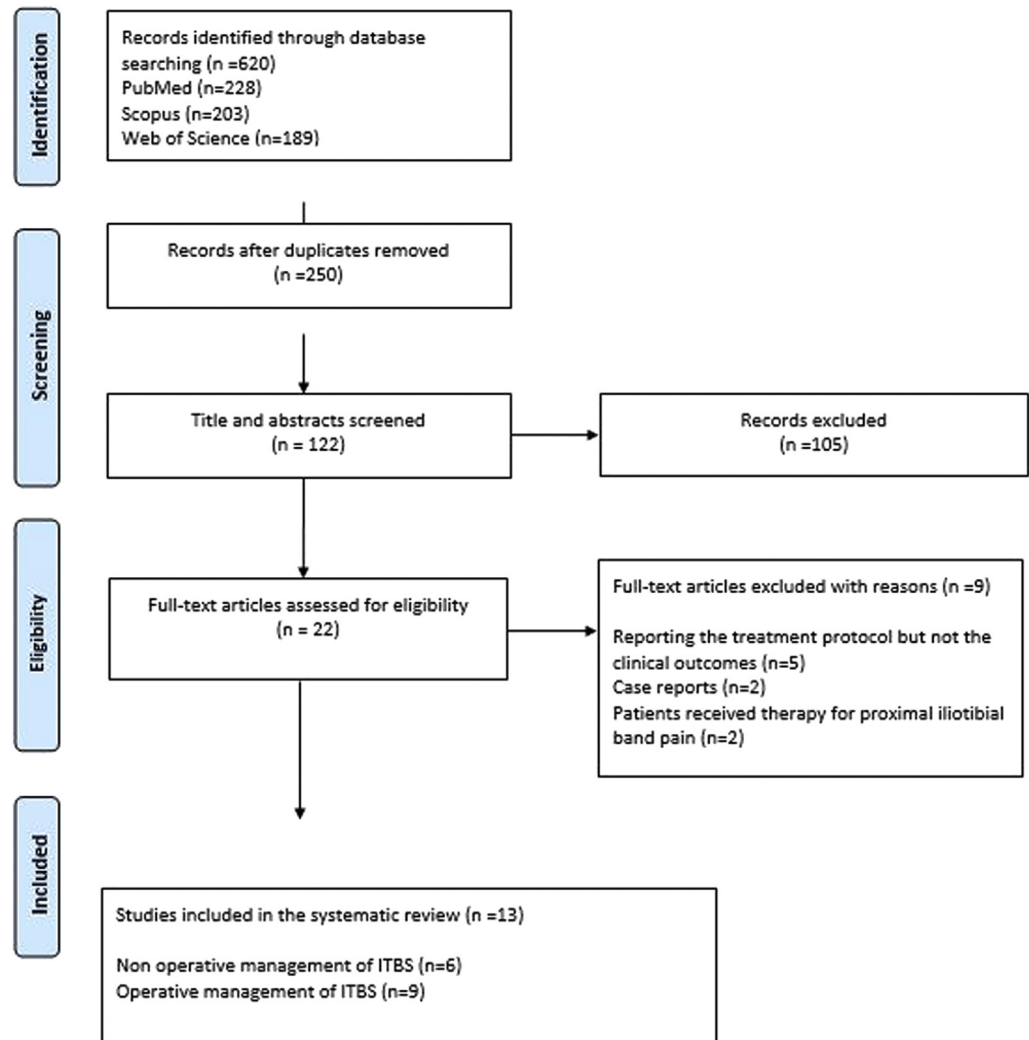 Identification
Records identified through database
searching (n =620)
PubMed (n=228)
Scopus (n=203)
Web of Science (n=189)
Screening
Records after duplicates removed
(n =250)
Title and abstracts screened
(n = 122)
Records excluded
(n =105)
Eligibility
Full-text articles assessed for eligibility
(n = 22)
Full-text articles excluded with reasons (n =9)
Reporting the treatment protocol but not the
clinical outcomes (n=5)
Case reports (n=2)
Patients received therapy for proximal iliotibial
band pain (n=2)
Included
Studies included in the systematic review (n =13)
Non operative management of ITBS (n=6)
Operative management of ITBS (n=9)